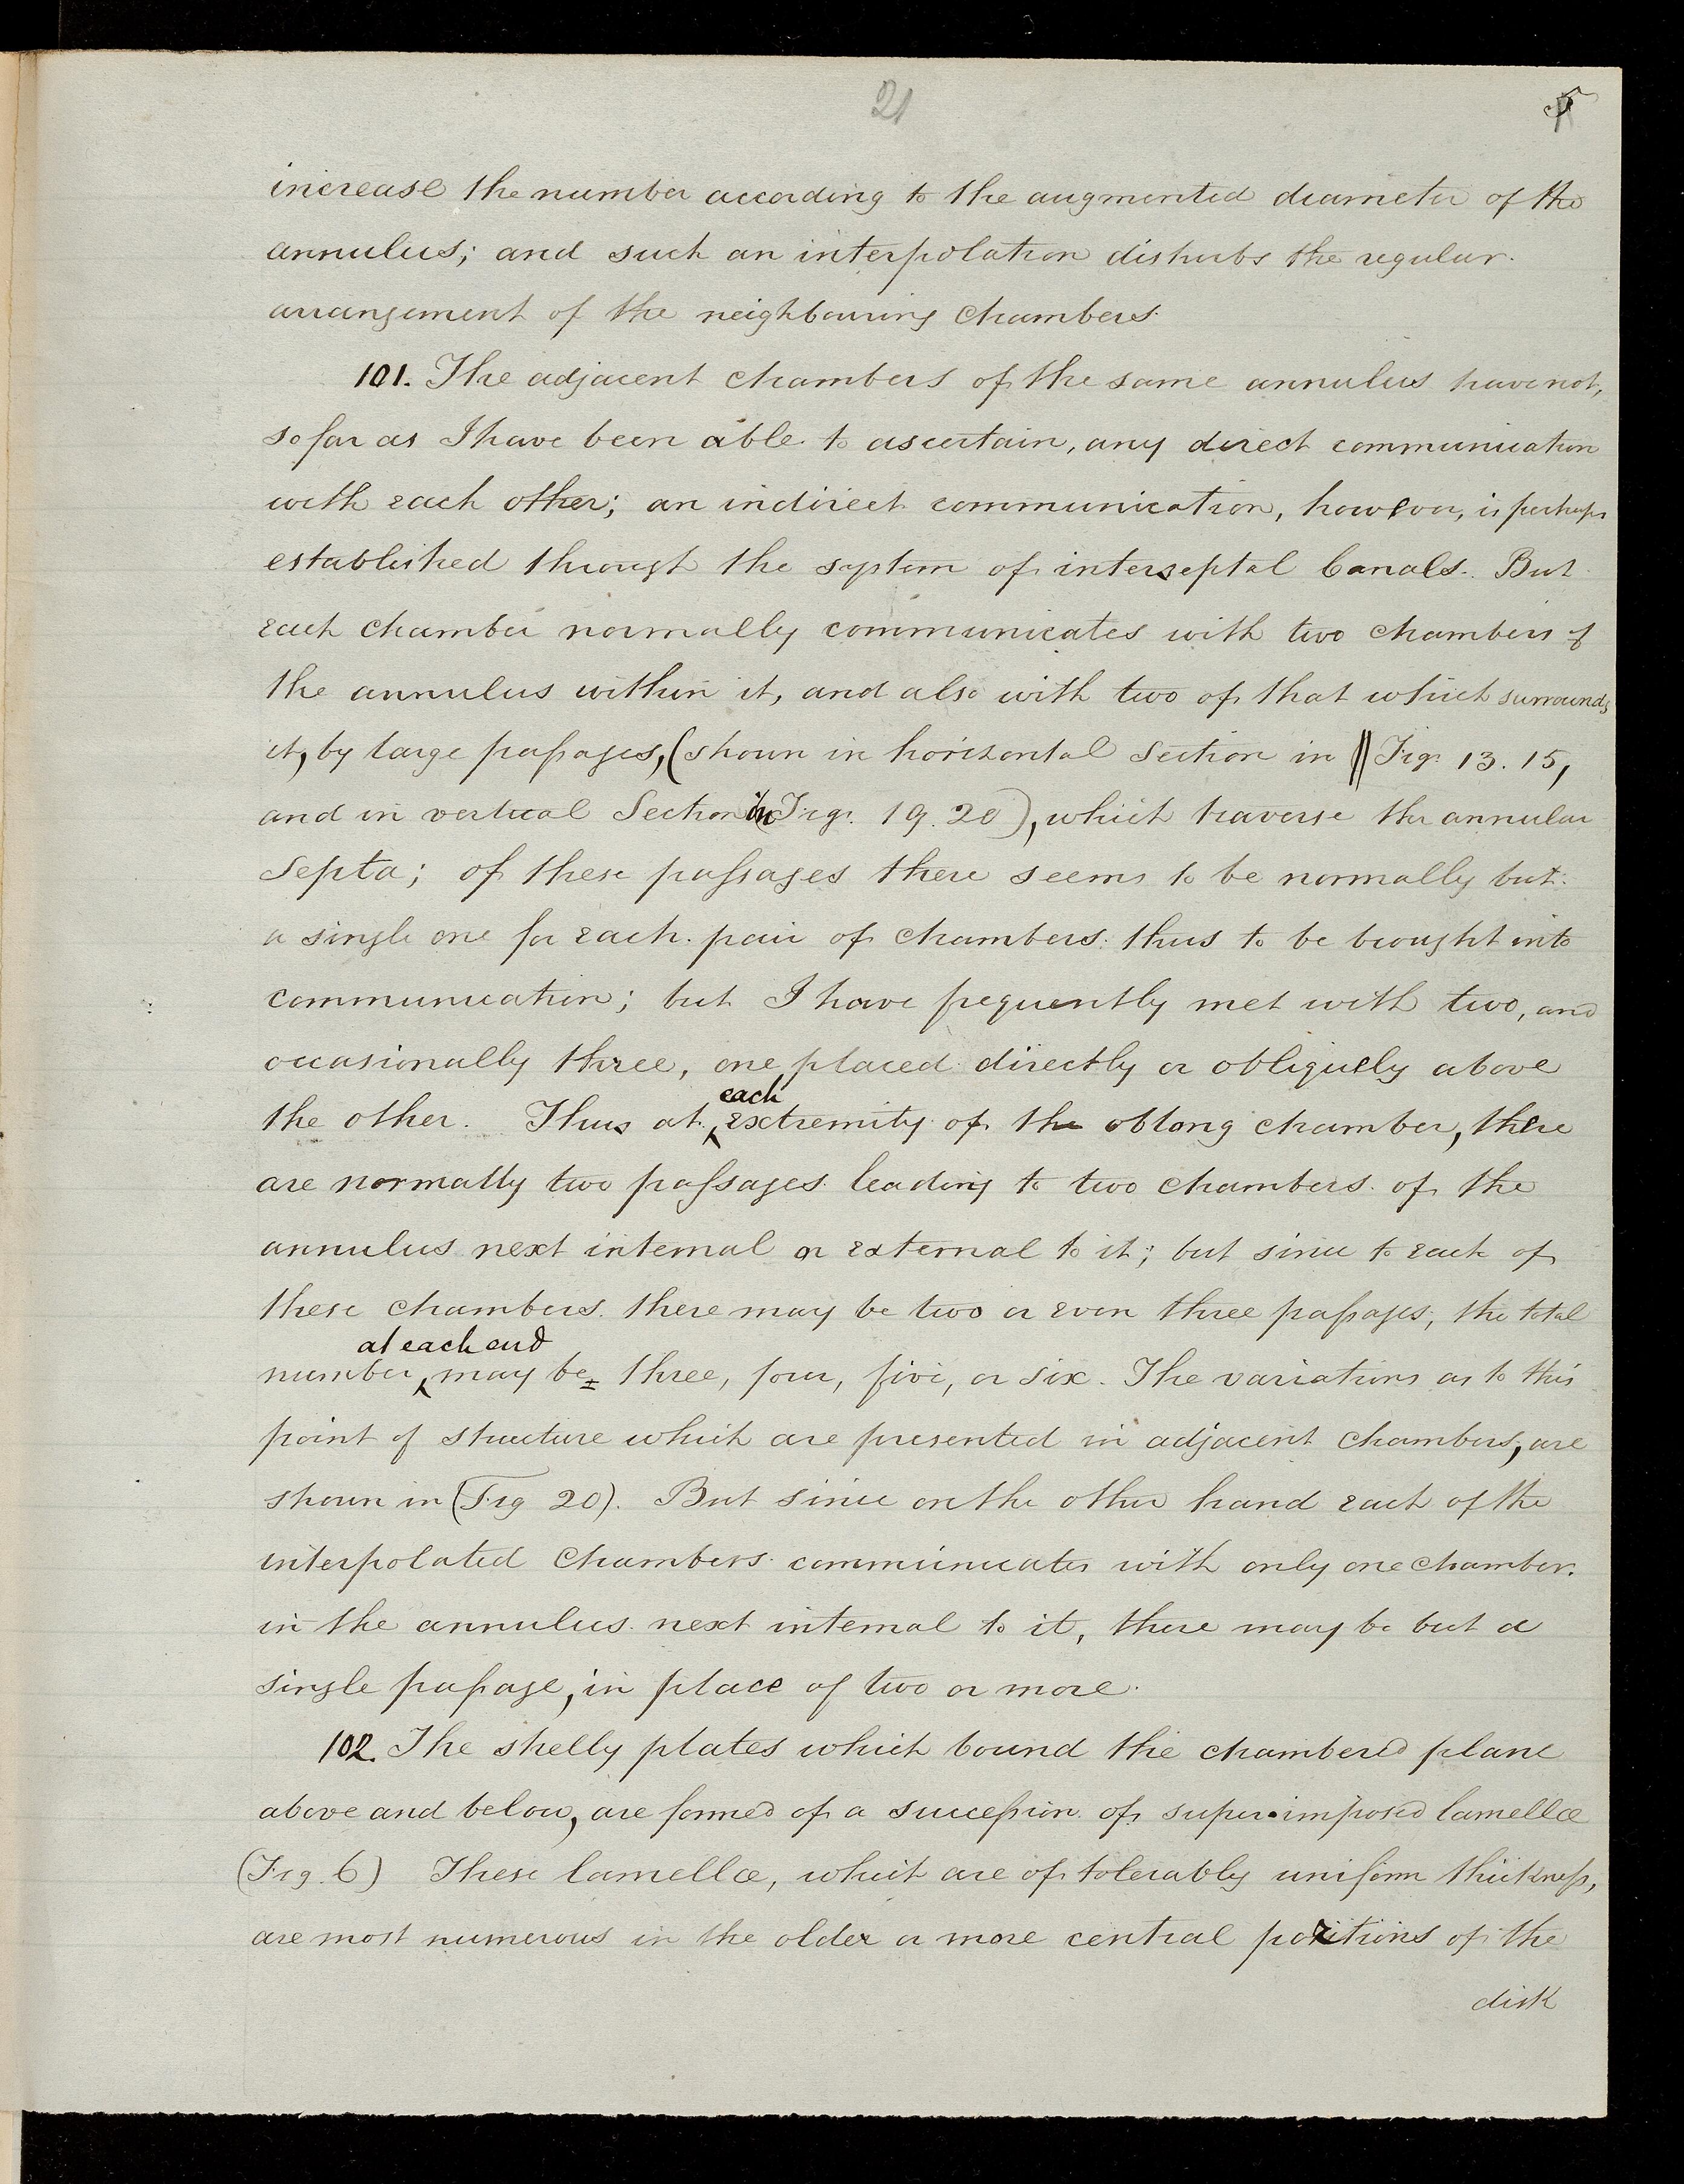 21
5
increase the number according to the augmented diameter of the
annulus; and such an interpolation disturbs the regular
arrangement of the neighbouring chambers.
101. The adjacent chambers of the same annulus have not,
so far as I have been able to ascertain, any direct communication
with each other; an indirect communication, however, is perhaps
established through the system of interseptal Canals. But
each chamber normally communicates with two chambers of
the annulus within it, and also with two of that which surrounds
it, by large passages, (shown in horizontal Section in Figs. 13. 15,
and in vertical Section in Figs. 19. 20), which traverse the annular
Septa; of these passages there seems to be normally but
a single one for each pair of chambers thus to be brought into
communication; but I have frequently met with two, and
occasionally three, one placed directly or obliquely above
each
the other. Thus at extremity of the oblong chamber, there
are normally two passages leading to two chambers of the
annulus next internal or external to it; but since to each of
these chambers there may be two or even three passages, the total
at each end
number may be three, four, five, or six. The variations as to this
point of structure which are presented in adjacent chambers, are
shown in (Fig 20). But since on the other hand each of the
interpolated chambers communicates with only one chamber
in the annulus next internal to it, there may be but a
single passage, in place of two or more.
102. The shelly plates which bound the chambered plane
above and below, are formed of a succession of super-imposed lamellæ
(Fig. 6) These lamellæ, which are of tolerably uniform thickness,
are most numerous in the older or more central portions of the
disk